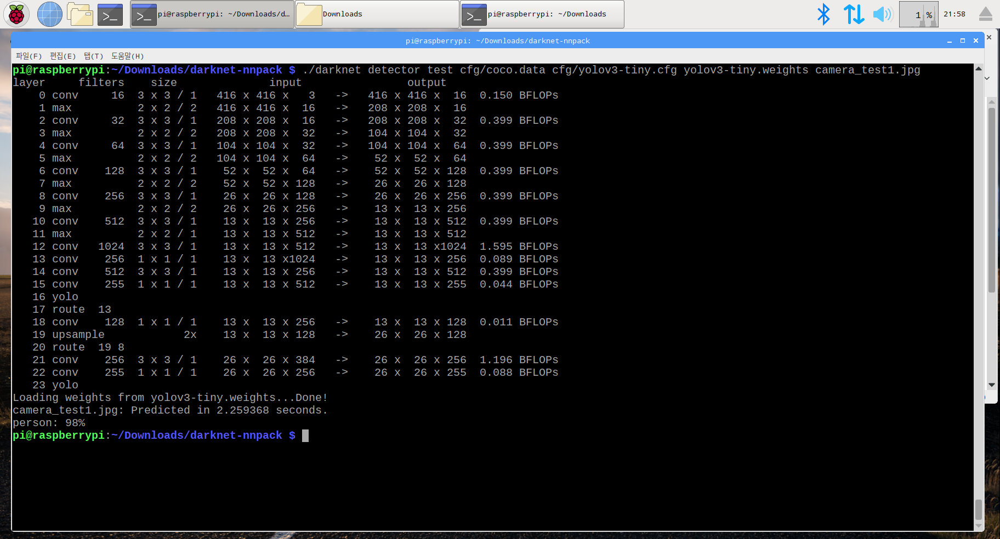 pi@raspberrypi: ~/Downloads/d... Downloads pi@raspberrypi: ~/Downloads 1 % 21:58
pi@raspberrypi: ~/Downloads/darknet-nnpack
파일(F) 편집(E) 탭(T) 도움말(H)
pi@raspberrypi:~/Downloads/darknet-nnpack $ ./darknet detector test cfg/coco.data cfg/yolov3-tiny.cfg yolov3-tiny.weights camera_test1.jpg
layer     filters    size              input                output
    0 conv     16  3 x 3 / 1   416 x 416 x   3   ->   416 x 416 x  16  0.150 BFLOPs
    1 max          2 x 2 / 2   416 x 416 x  16   ->   208 x 208 x  16
    2 conv     32  3 x 3 / 1   208 x 208 x  16   ->   208 x 208 x  32  0.399 BFLOPs
    3 max          2 x 2 / 2   208 x 208 x  32   ->   104 x 104 x  32
    4 conv     64  3 x 3 / 1   104 x 104 x  32   ->   104 x 104 x  64  0.399 BFLOPs
    5 max          2 x 2 / 2   104 x 104 x  64   ->    52 x  52 x  64
    6 conv    128  3 x 3 / 1    52 x  52 x  64   ->    52 x  52 x 128  0.399 BFLOPs
    7 max          2 x 2 / 2    52 x  52 x 128   ->    26 x  26 x 128
    8 conv    256  3 x 3 / 1    26 x  26 x 128   ->    26 x  26 x 256  0.399 BFLOPs
    9 max          2 x 2 / 2    26 x  26 x 256   ->    13 x  13 x 256
   10 conv    512  3 x 3 / 1    13 x  13 x 256   ->    13 x  13 x 512  0.399 BFLOPs
   11 max          2 x 2 / 1    13 x  13 x 512   ->    13 x  13 x 512
   12 conv   1024  3 x 3 / 1    13 x  13 x 512   ->    13 x  13 x1024  1.595 BFLOPs
   13 conv    256  1 x 1 / 1    13 x  13 x1024   ->    13 x  13 x 256  0.089 BFLOPs
   14 conv    512  3 x 3 / 1    13 x  13 x 256   ->    13 x  13 x 512  0.399 BFLOPs
   15 conv    255  1 x 1 / 1    13 x  13 x 512   ->    13 x  13 x 255  0.044 BFLOPs
   16 yolo
   17 route  13
   18 conv    128  1 x 1 / 1    13 x  13 x 256   ->    13 x  13 x 128  0.011 BFLOPs
   19 upsample            2x    13 x  13 x 128   ->    26 x  26 x 128
   20 route  19 8
   21 conv    256  3 x 3 / 1    26 x  26 x 384   ->    26 x  26 x 256  1.196 BFLOPs
   22 conv    255  1 x 1 / 1    26 x  26 x 256   ->    26 x  26 x 255  0.088 BFLOPs
   23 yolo
Loading weights from yolov3-tiny.weights...Done!
camera_test1.jpg: Predicted in 2.259368 seconds.
person: 98%
pi@raspberrypi:~/Downloads/darknet-nnpack $